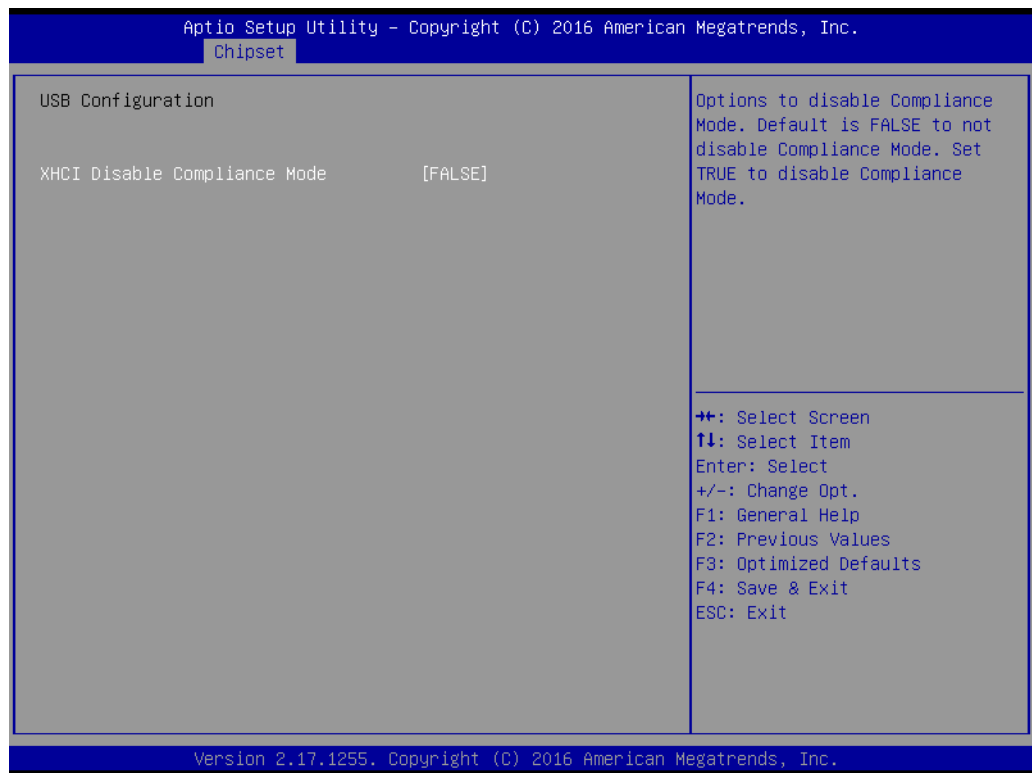 Aptio Setup Utility – Copyright (C) 2016 American Megatrends, Inc.
Chipset
USB Configuration
XHCI Disable Compliance Mode [FALSE]
Options to disable Compliance
Mode. Default is FALSE to not
disable Compliance Mode. Set
TRUE to disable Compliance
Mode.
→←: Select Screen
↑↓: Select Item
Enter: Select
+/-: Change Opt.
F1: General Help
F2: Previous Values
F3: Optimized Defaults
F4: Save & Exit
ESC: Exit
Version 2.17.1255. Copyright (C) 2016 American Megatrends, Inc.